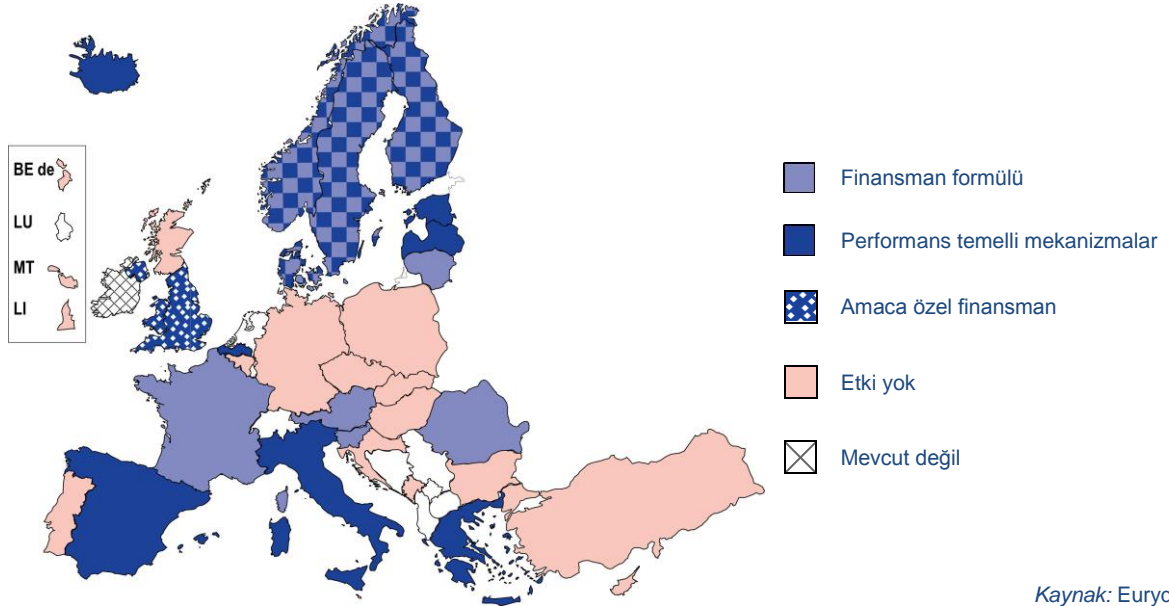 BE de
LU
MT
LI
Finansman formülü
Performans temelli mekanizmalar
Amaca özel finansman
Etki yok
Mevcut değil
Kaynak: Euryd